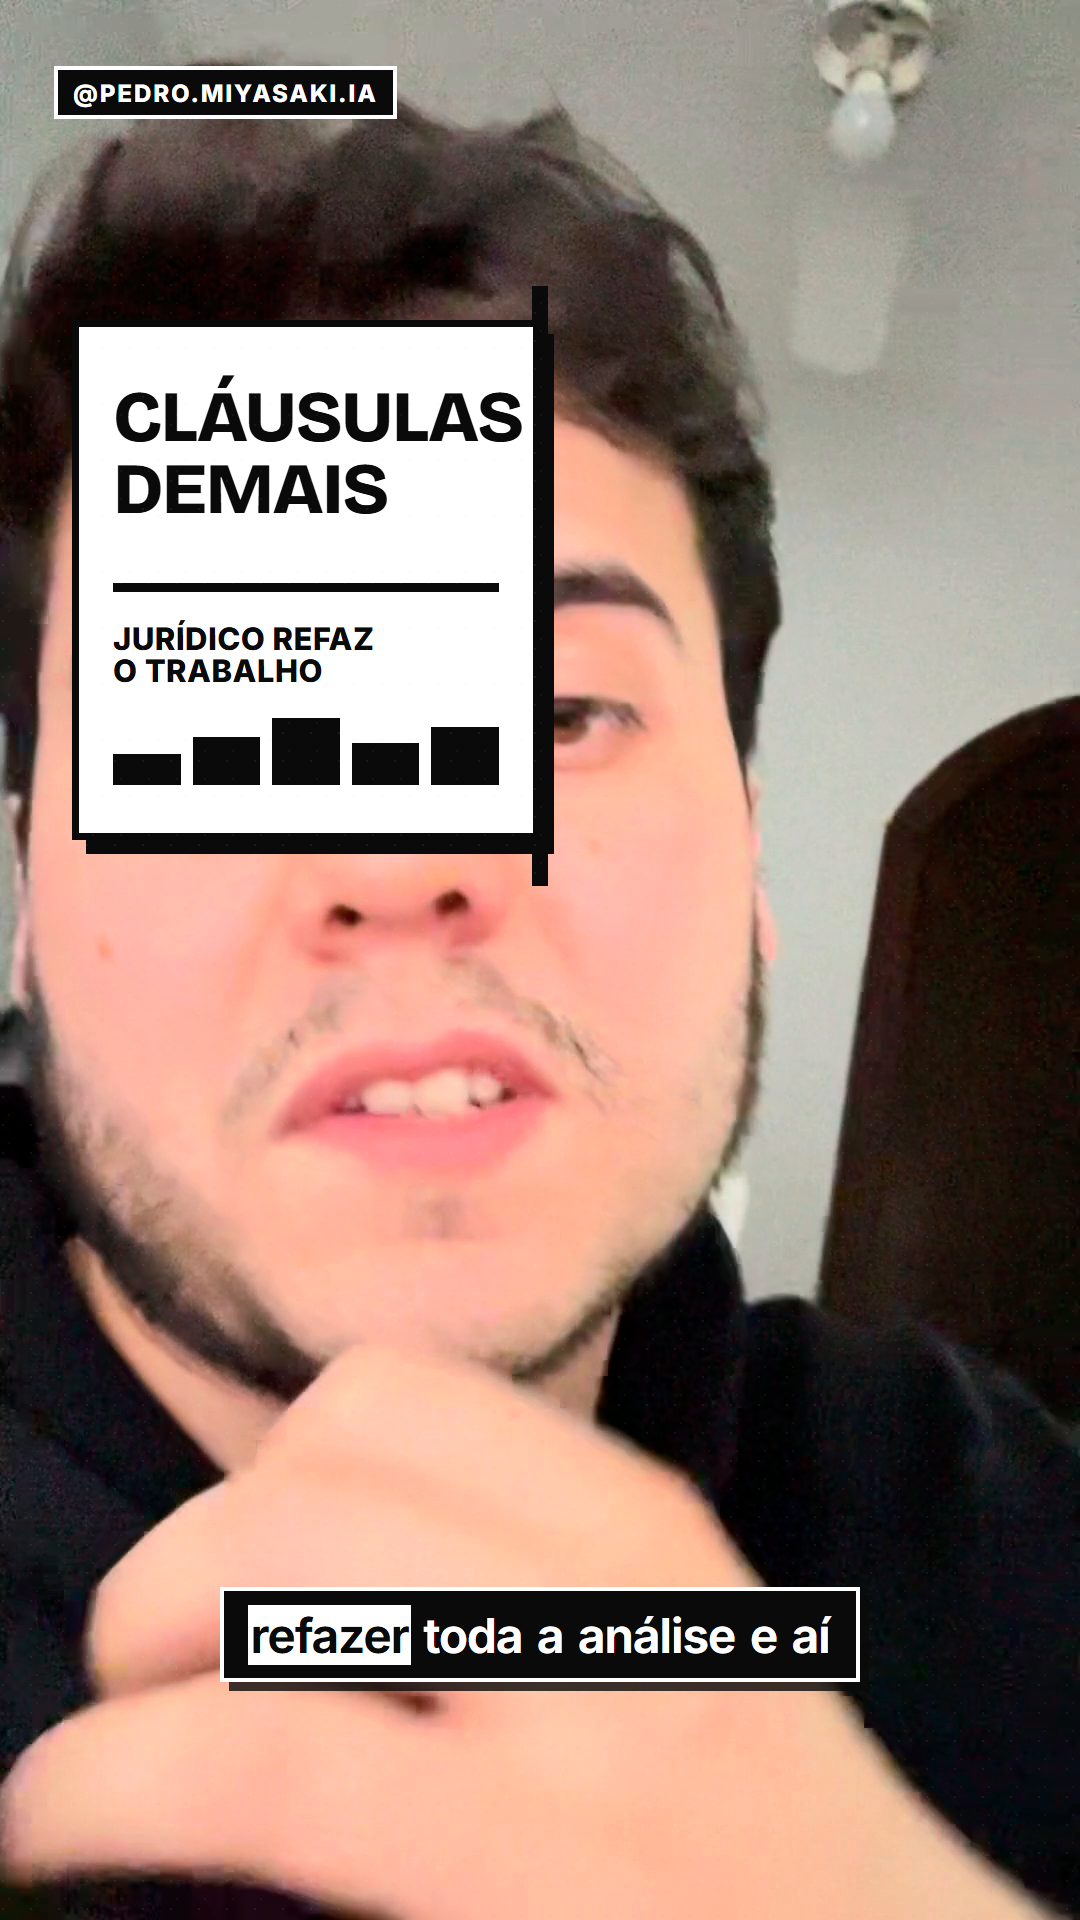 @PEDRO.MIYASAKI.IA
CLÁUSULAS
DEMAIS
JURÍDICO REFAZ
O TRABALHO
refazer toda a análise e aí